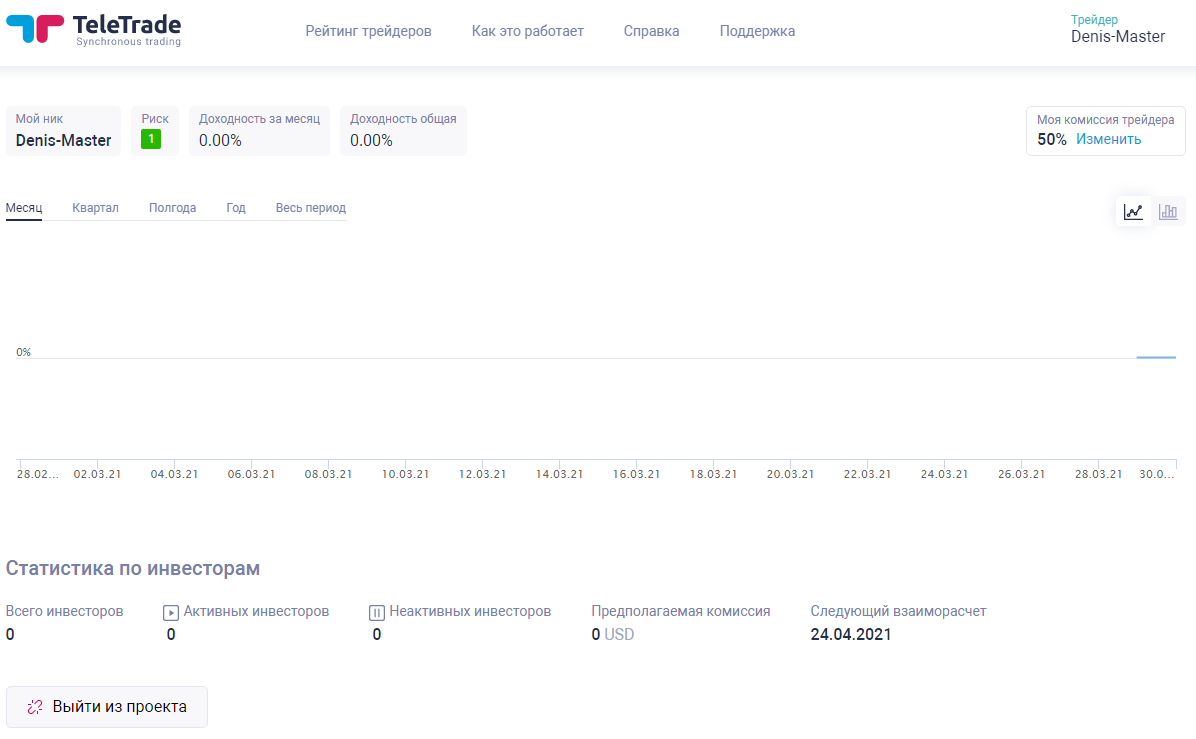 TeleTrade
Synchronous trading
Рейтинг трейдеров Как это работает Справка Поддержка
Трейдер
Denis-Master
Мой ник Риск Доходность за месяц Доходность общая Моя комиссия трейдера
Denis-Master 1 0.00% 0.00% 50% Изменить
Месяц Квартал Полгода Год Весь период
0%
28.02... 02.03.21 04.03.21 06.03.21 08.03.21 10.03.21 12.03.21 14.03.21 16.03.21 18.03.21 20.03.21 22.03.21 24.03.21 26.03.21 28.03.21 30.0...
Статистика по инвесторам
Всего инвесторов Активных инвесторов Неактивных инвесторов Предполагаемая комиссия Следующий взаиморасчет
0 0 0 0 USD 24.04.2021
Выйти из проекта